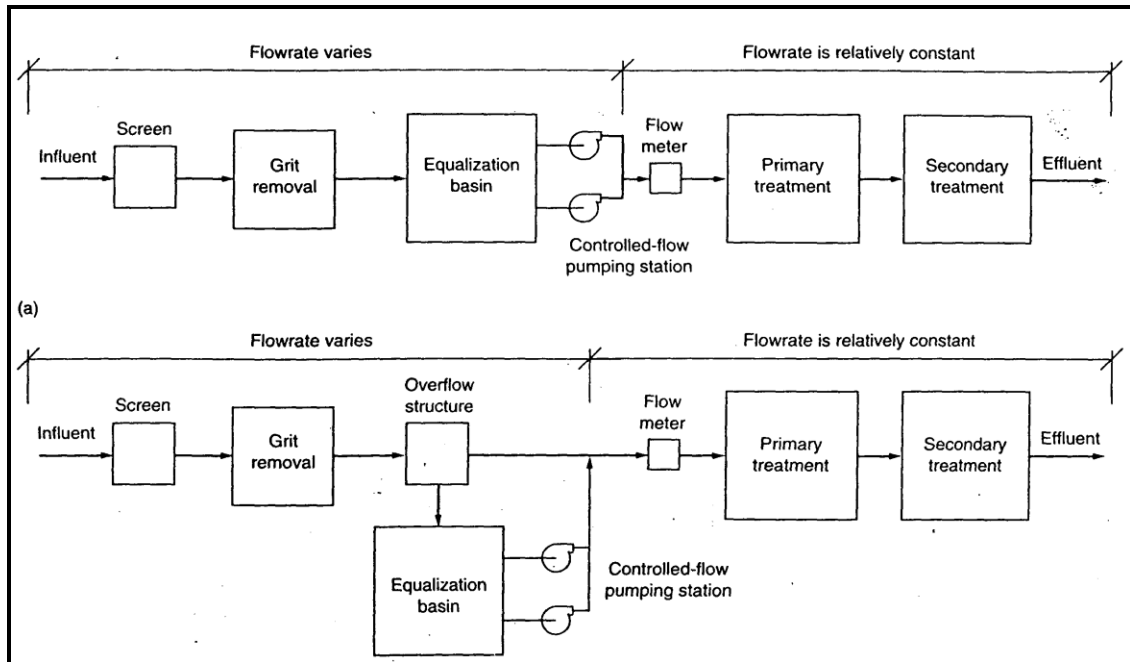 Flowrate varies
Flowrate is relatively constant
Screen
Influent
Grit
removal
Equalization
basin
Controlled-flow
pumping station
Flow
meter
Primary
treatment
Secondary
treatment
Effluent
(a)
Flowrate varies
Flowrate is relatively constant
Screen
Influent
Grit
removal
Overflow
structure
Equalization
basin
Controlled-flow
pumping station
Flow
meter
Primary
treatment
Secondary
treatment
Effluent